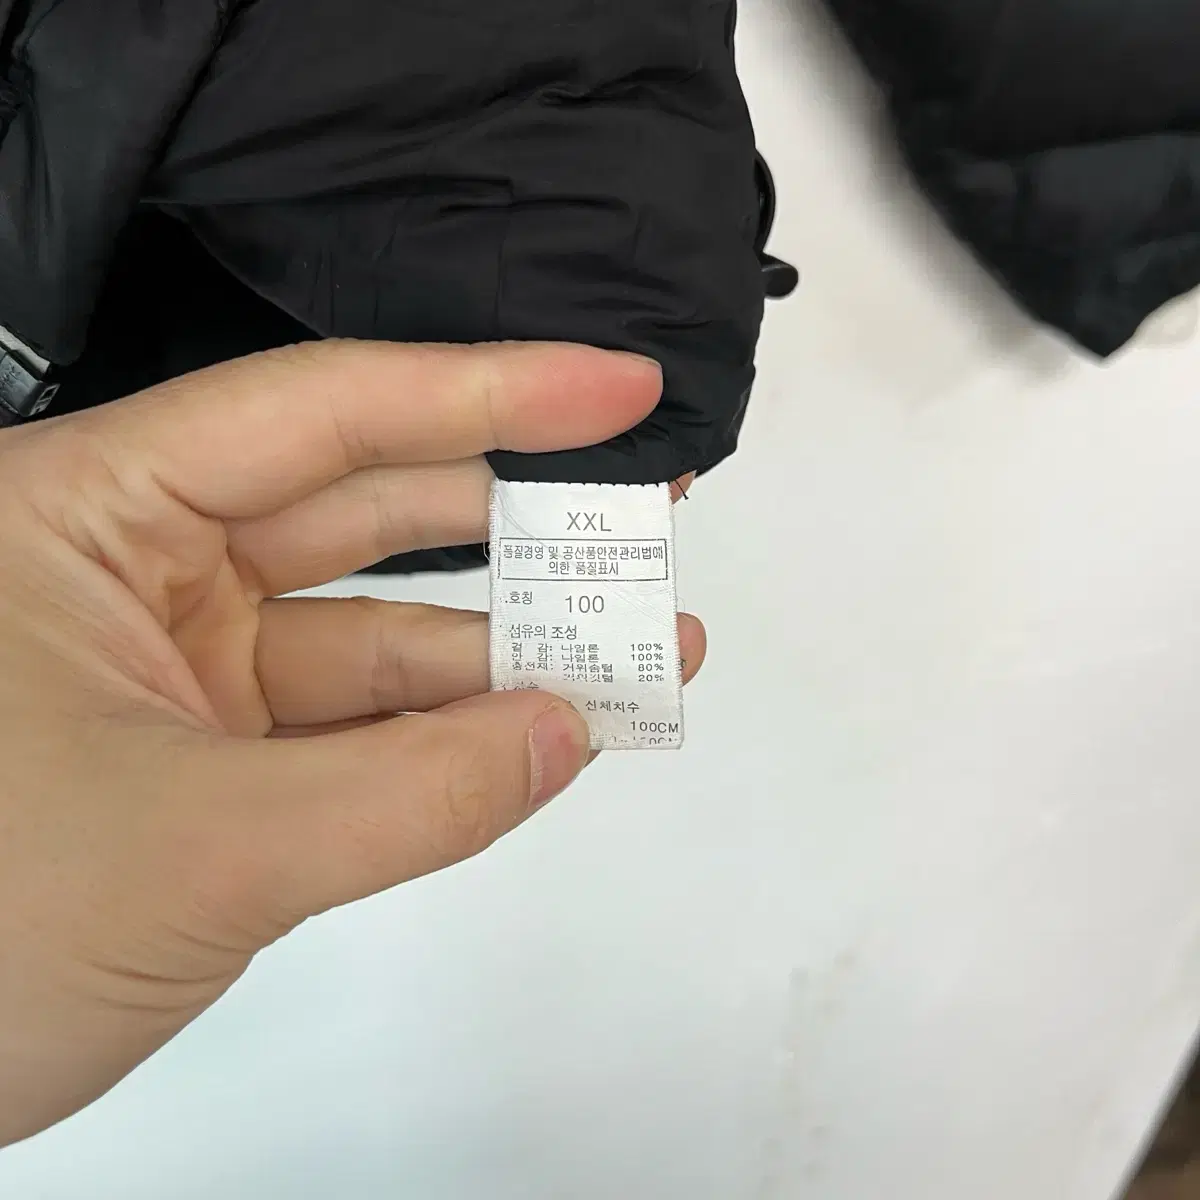 XXL
품질경영 및 공산품안전관리법에
의한 품질표시
호칭 100
섬유의 조성
겉 감: 나일론 100%
안 감: 나일론 100%
충전재: 거위솜털 80%
거위깃털 20%
신체치수
100CM